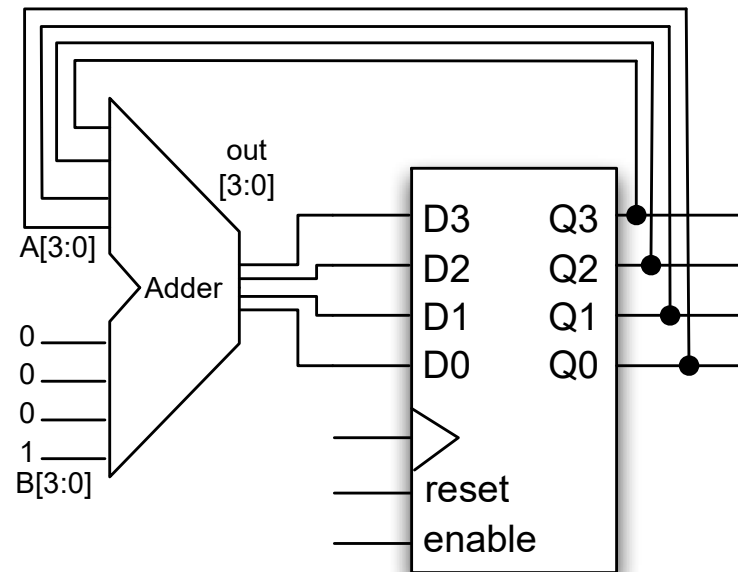 out
[3:0]
A[3:0]
Adder
0
0
0
1
B[3:0]
D3 Q3
D2 Q2
D1 Q1
D0 Q0
reset
enable